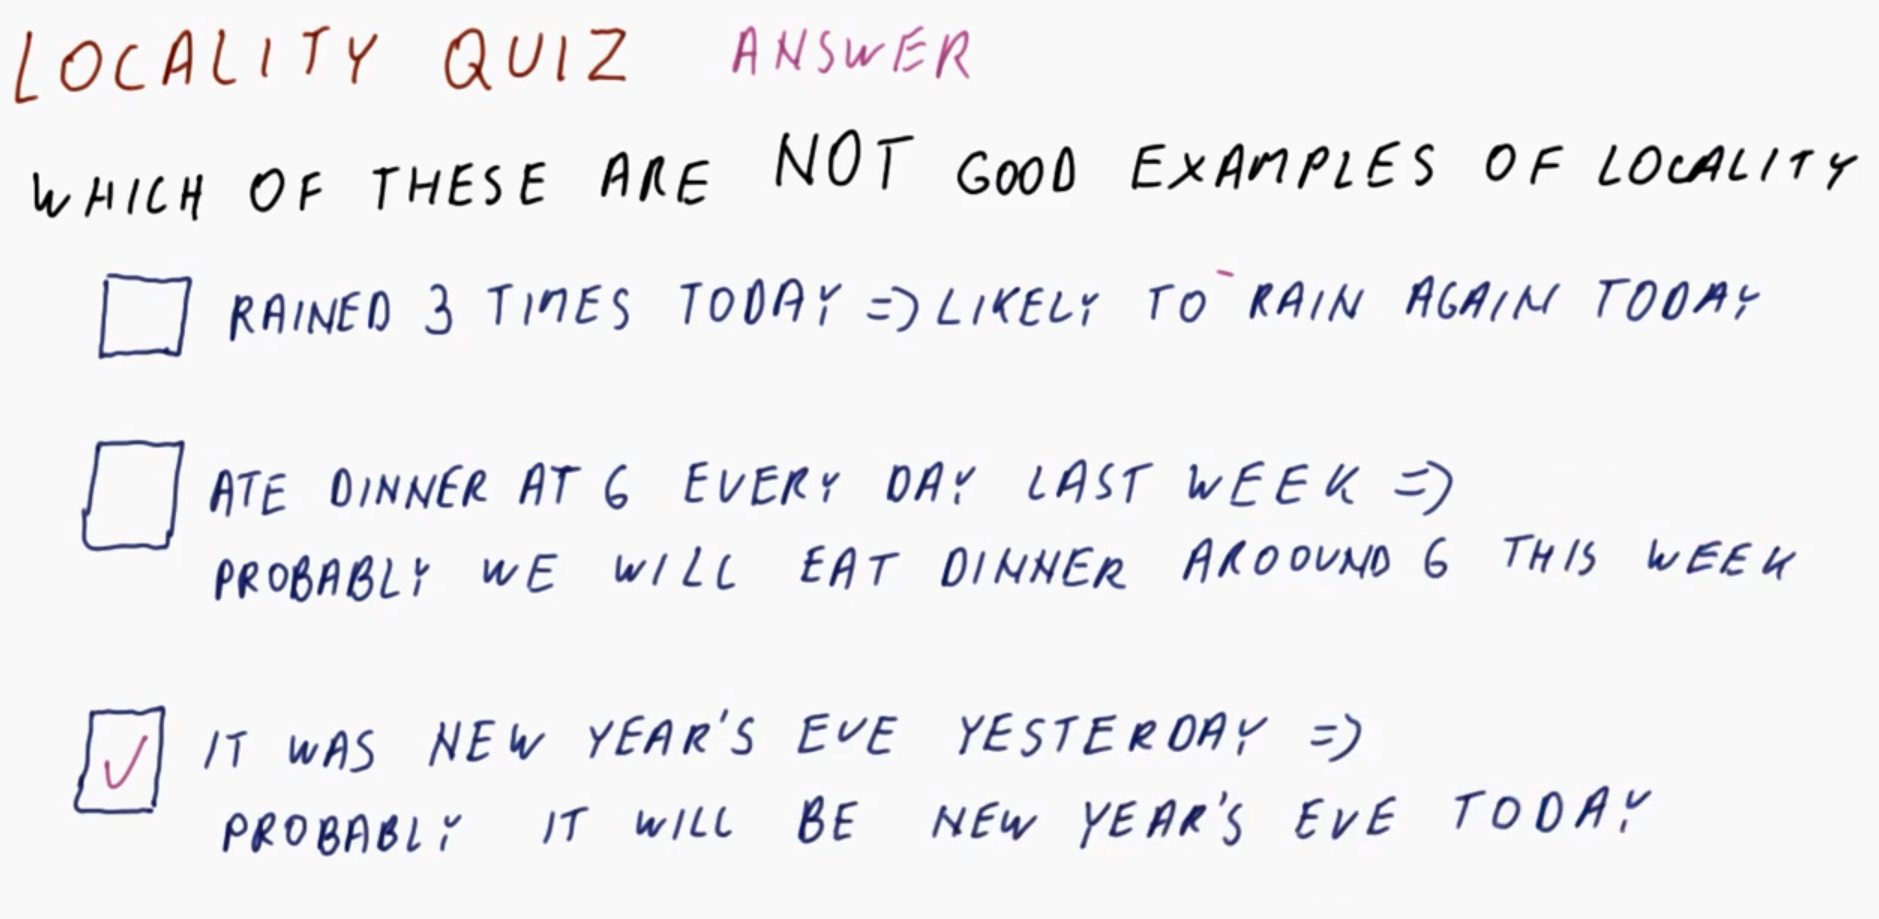 LOCALITY QUIZ ANSWER
WHICH OF THESE ARE NOT GOOD EXAMPLES OF LOCALITY
RAINED 3 TIMES TODAY => LIKELY TO RAIN AGAIN TODAY
ATE DINNER AT 6 EVERY DAY LAST WEEK =>
PROBABLY WE WILL EAT DINNER AROOUND 6 THIS WEEK
IT WAS NEW YEAR'S EVE YESTERDAY =>
PROBABLY IT WILL BE NEW YEAR'S EVE TODAY